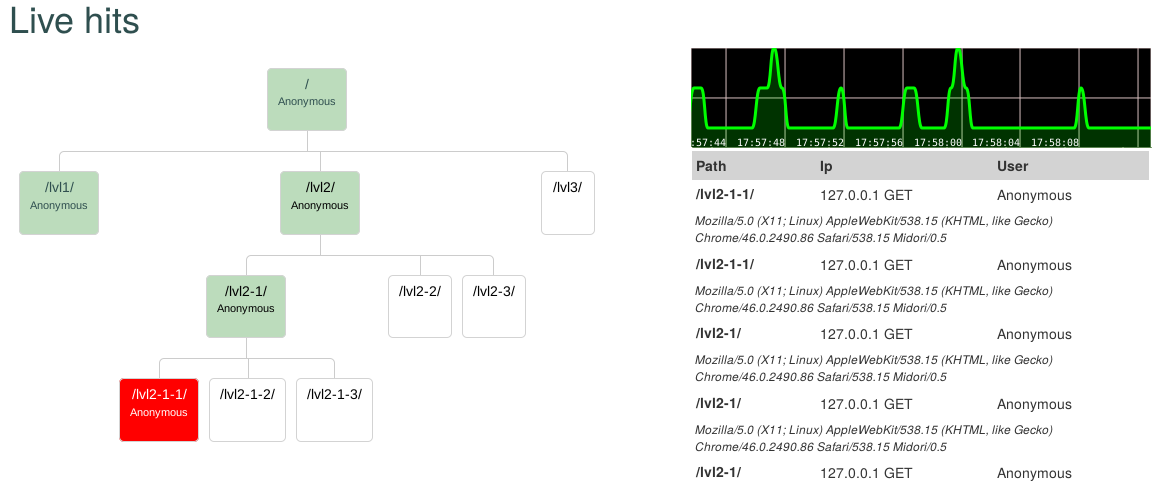 Live hits
/
Anonymous
/lvl1/
Anonymous
/lvl2/
Anonymous
/lvl3/
/lvl2-1/
Anonymous
/lvl2-2/
/lvl2-3/
/lvl2-1-1/
Anonymous
/lvl2-1-2/
/lvl2-1-3/
:57:44 17:57:48 17:57:52 17:57:56 17:58:00 17:58:04 17:58:08
Path Ip User
/lvl2-1-1/ 127.0.0.1 GET Anonymous
Mozilla/5.0 (X11; Linux) AppleWebKit/538.15 (KHTML, like Gecko)
Chrome/46.0.2490.86 Safari/538.15 Midori/0.5
/lvl2-1-1/ 127.0.0.1 GET Anonymous
Mozilla/5.0 (X11; Linux) AppleWebKit/538.15 (KHTML, like Gecko)
Chrome/46.0.2490.86 Safari/538.15 Midori/0.5
/lvl2-1/ 127.0.0.1 GET Anonymous
Mozilla/5.0 (X11; Linux) AppleWebKit/538.15 (KHTML, like Gecko)
Chrome/46.0.2490.86 Safari/538.15 Midori/0.5
/lvl2-1/ 127.0.0.1 GET Anonymous
Mozilla/5.0 (X11; Linux) AppleWebKit/538.15 (KHTML, like Gecko)
Chrome/46.0.2490.86 Safari/538.15 Midori/0.5
/lvl2-1/ 127.0.0.1 GET Anonymous